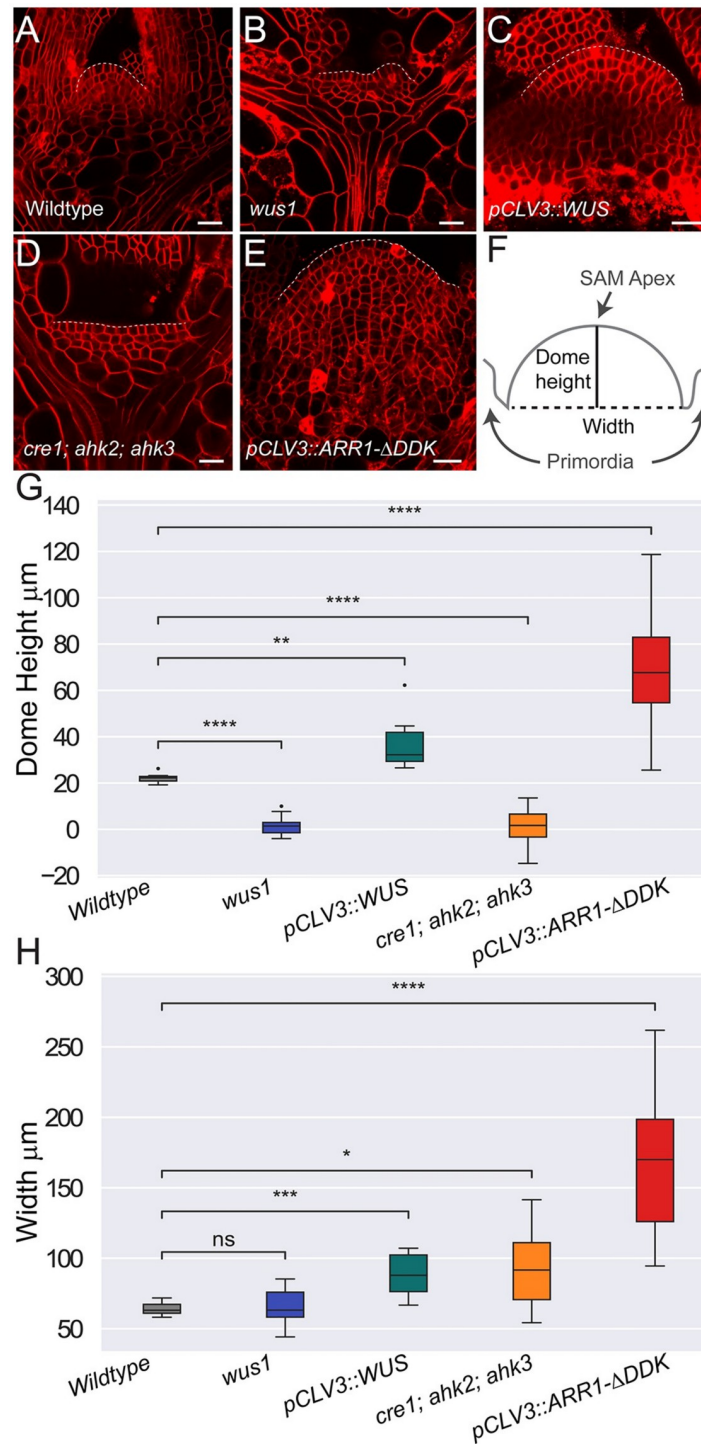 A
Wildtype
B
wus1
C
pCLV3::WUS
D
cre1; ahk2; ahk3
E
pCLV3::ARR1-ΔDDK
F
SAM Apex
Dome
height
Width
Primordia
G
Dome Height μm
140
120
100
80
60
40
20
0
−20
****
****
**
****
Wildtype
wus1
pCLV3::WUS
cre1; ahk2; ahk3
pCLV3::ARR1-ΔDDK
H
Width μm
300
250
200
150
100
50
****
*
***
ns
Wildtype
wus1
pCLV3::WUS
cre1; ahk2; ahk3
pCLV3::ARR1-ΔDDK